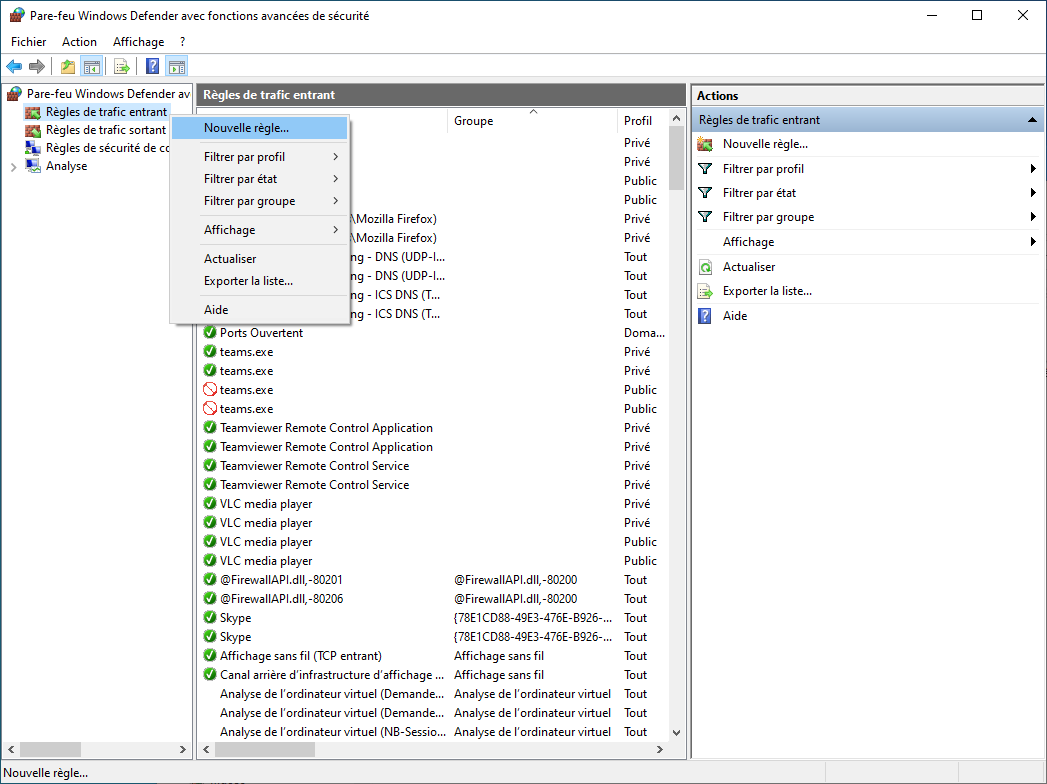 Pare-feu Windows Defender avec fonctions avancées de sécurité
Fichier Action Affichage ?
Pare-feu Windows Defender av
Règles de trafic entrant
Règles de trafic sortant
Règles de sécurité de co
Analyse
Nouvelle règle...
Filtrer par profil
Filtrer par état
Filtrer par groupe
Affichage
Actualiser
Exporter la liste...
Aide
Règles de trafic entrant
Groupe Profil
Privé
Privé
Public
Public
\Mozilla Firefox) Privé
\Mozilla Firefox) Privé
ng - DNS (UDP-I... Tout
ng - DNS (UDP-I... Tout
ng - ICS DNS (T... Tout
ng - ICS DNS (T... Tout
Ports Ouvertent Doma...
teams.exe Privé
teams.exe Privé
teams.exe Public
teams.exe Public
Teamviewer Remote Control Application Privé
Teamviewer Remote Control Application Privé
Teamviewer Remote Control Service Privé
Teamviewer Remote Control Service Privé
VLC media player Privé
VLC media player Privé
VLC media player Public
VLC media player Public
@FirewallAPI.dll,-80201 @FirewallAPI.dll,-80200 Tout
@FirewallAPI.dll,-80206 @FirewallAPI.dll,-80200 Tout
Skype {78E1CD88-49E3-476E-B926-... Tout
Skype {78E1CD88-49E3-476E-B926-... Tout
Affichage sans fil (TCP entrant) Affichage sans fil Tout
Canal arrière d'infrastructure d'affichage ... Affichage sans fil Tout
Analyse de l'ordinateur virtuel (Demande... Analyse de l'ordinateur virtuel Tout
Analyse de l'ordinateur virtuel (Demande... Analyse de l'ordinateur virtuel Tout
Analyse de l'ordinateur virtuel (NB-Sessio... Analyse de l'ordinateur virtuel Tout
Actions
Règles de trafic entrant
Nouvelle règle...
Filtrer par profil
Filtrer par état
Filtrer par groupe
Affichage
Actualiser
Exporter la liste...
Aide
Nouvelle règle...